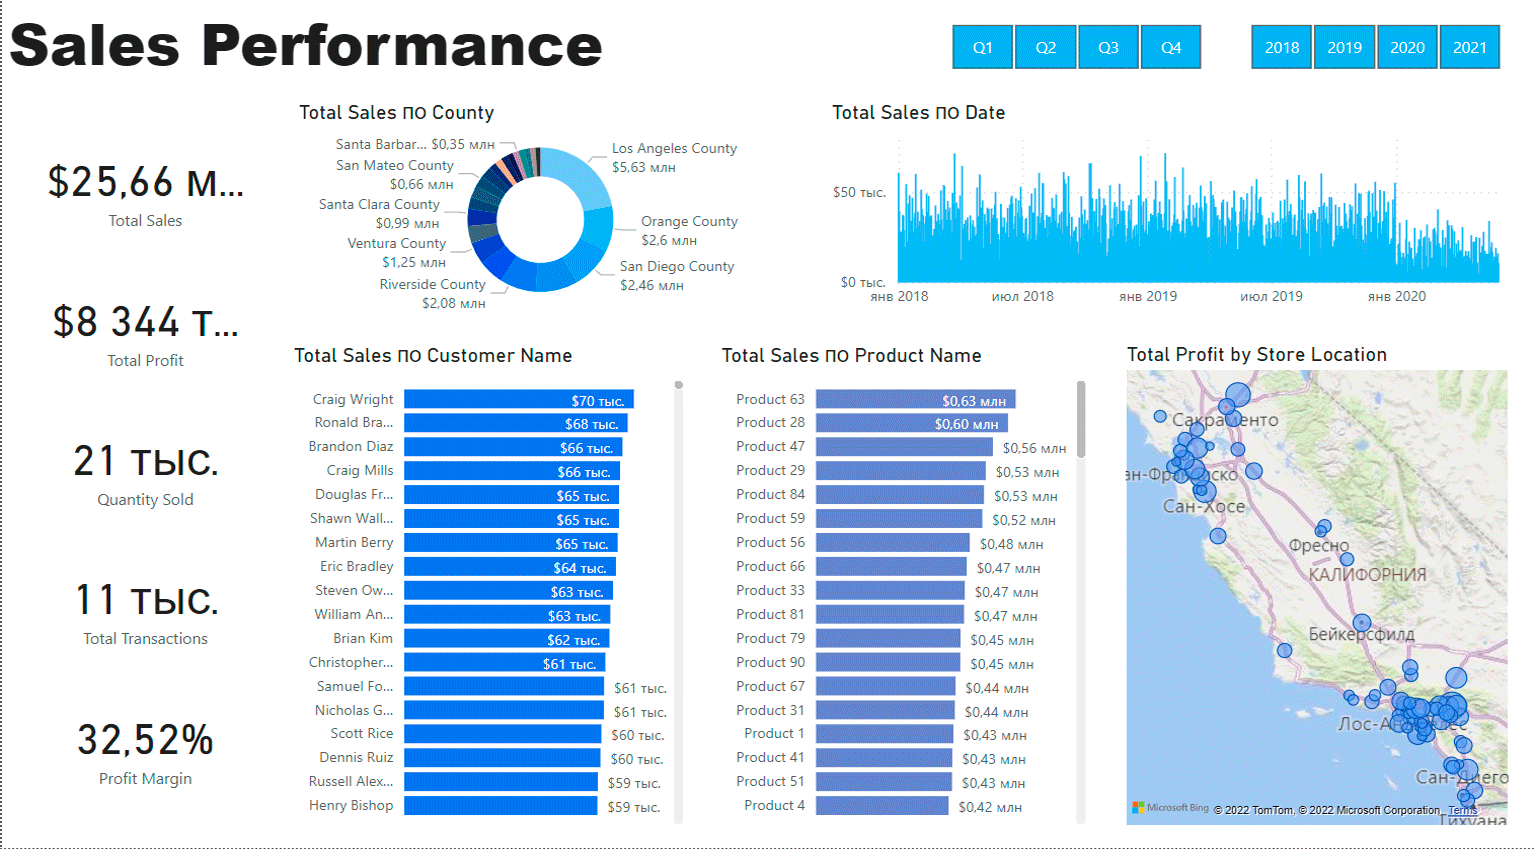 Sales Performance
Q1 Q2 Q3 Q4
2018 2019 2020 2021
$25,66 м...
Total Sales
$8 344 т...
Total Profit
21 тыс.
Quantity Sold
11 тыс.
Total Transactions
32,52%
Profit Margin
Total Sales по County
Santa Barbar... $0,35 млн
San Mateo County
$0,66 млн
Santa Clara County
$0,99 млн
Ventura County
$1,25 млн
Riverside County
$2,08 млн
Los Angeles County
$5,63 млн
Orange County
$2,6 млн
San Diego County
$2,46 млн
Total Sales по Date
$50 тыс.
$0 тыс.
янв 2018
июл 2018
янв 2019
июл 2019
янв 2020
Total Sales по Customer Name
Craig Wright $70 тыс.
Ronald Bra... $68 тыс.
Brandon Diaz $66 тыс.
Craig Mills $66 тыс.
Douglas Fr... $65 тыс.
Shawn Wall... $65 тыс.
Martin Berry $65 тыс.
Eric Bradley $64 тыс.
Steven Ow... $63 тыс.
William An... $63 тыс.
Brian Kim $62 тыс.
Christopher... $61 тыс.
Samuel Fo... $61 тыс.
Nicholas G... $61 тыс.
Scott Rice $60 тыс.
Dennis Ruiz $60 тыс.
Russell Alex... $59 тыс.
Henry Bishop $59 тыс.
Total Sales по Product Name
Product 63 $0,63 млн
Product 28 $0,60 млн
Product 47 $0,56 млн
Product 29 $0,53 млн
Product 84 $0,53 млн
Product 59 $0,52 млн
Product 56 $0,48 млн
Product 66 $0,47 млн
Product 33 $0,47 млн
Product 81 $0,47 млн
Product 79 $0,45 млн
Product 90 $0,45 млн
Product 67 $0,44 млн
Product 31 $0,44 млн
Product 1 $0,43 млн
Product 41 $0,43 млн
Product 51 $0,43 млн
Product 4 $0,42 млн
Total Profit by Store Location
Сакраменто
Сан-Хосе
Фресно
КАЛИФОРНИЯ
Бейкерсфилд
Сан-Диего
Тихуана
Microsoft Bing © 2022 TomTom, © 2022 Microsoft Corporation Terms